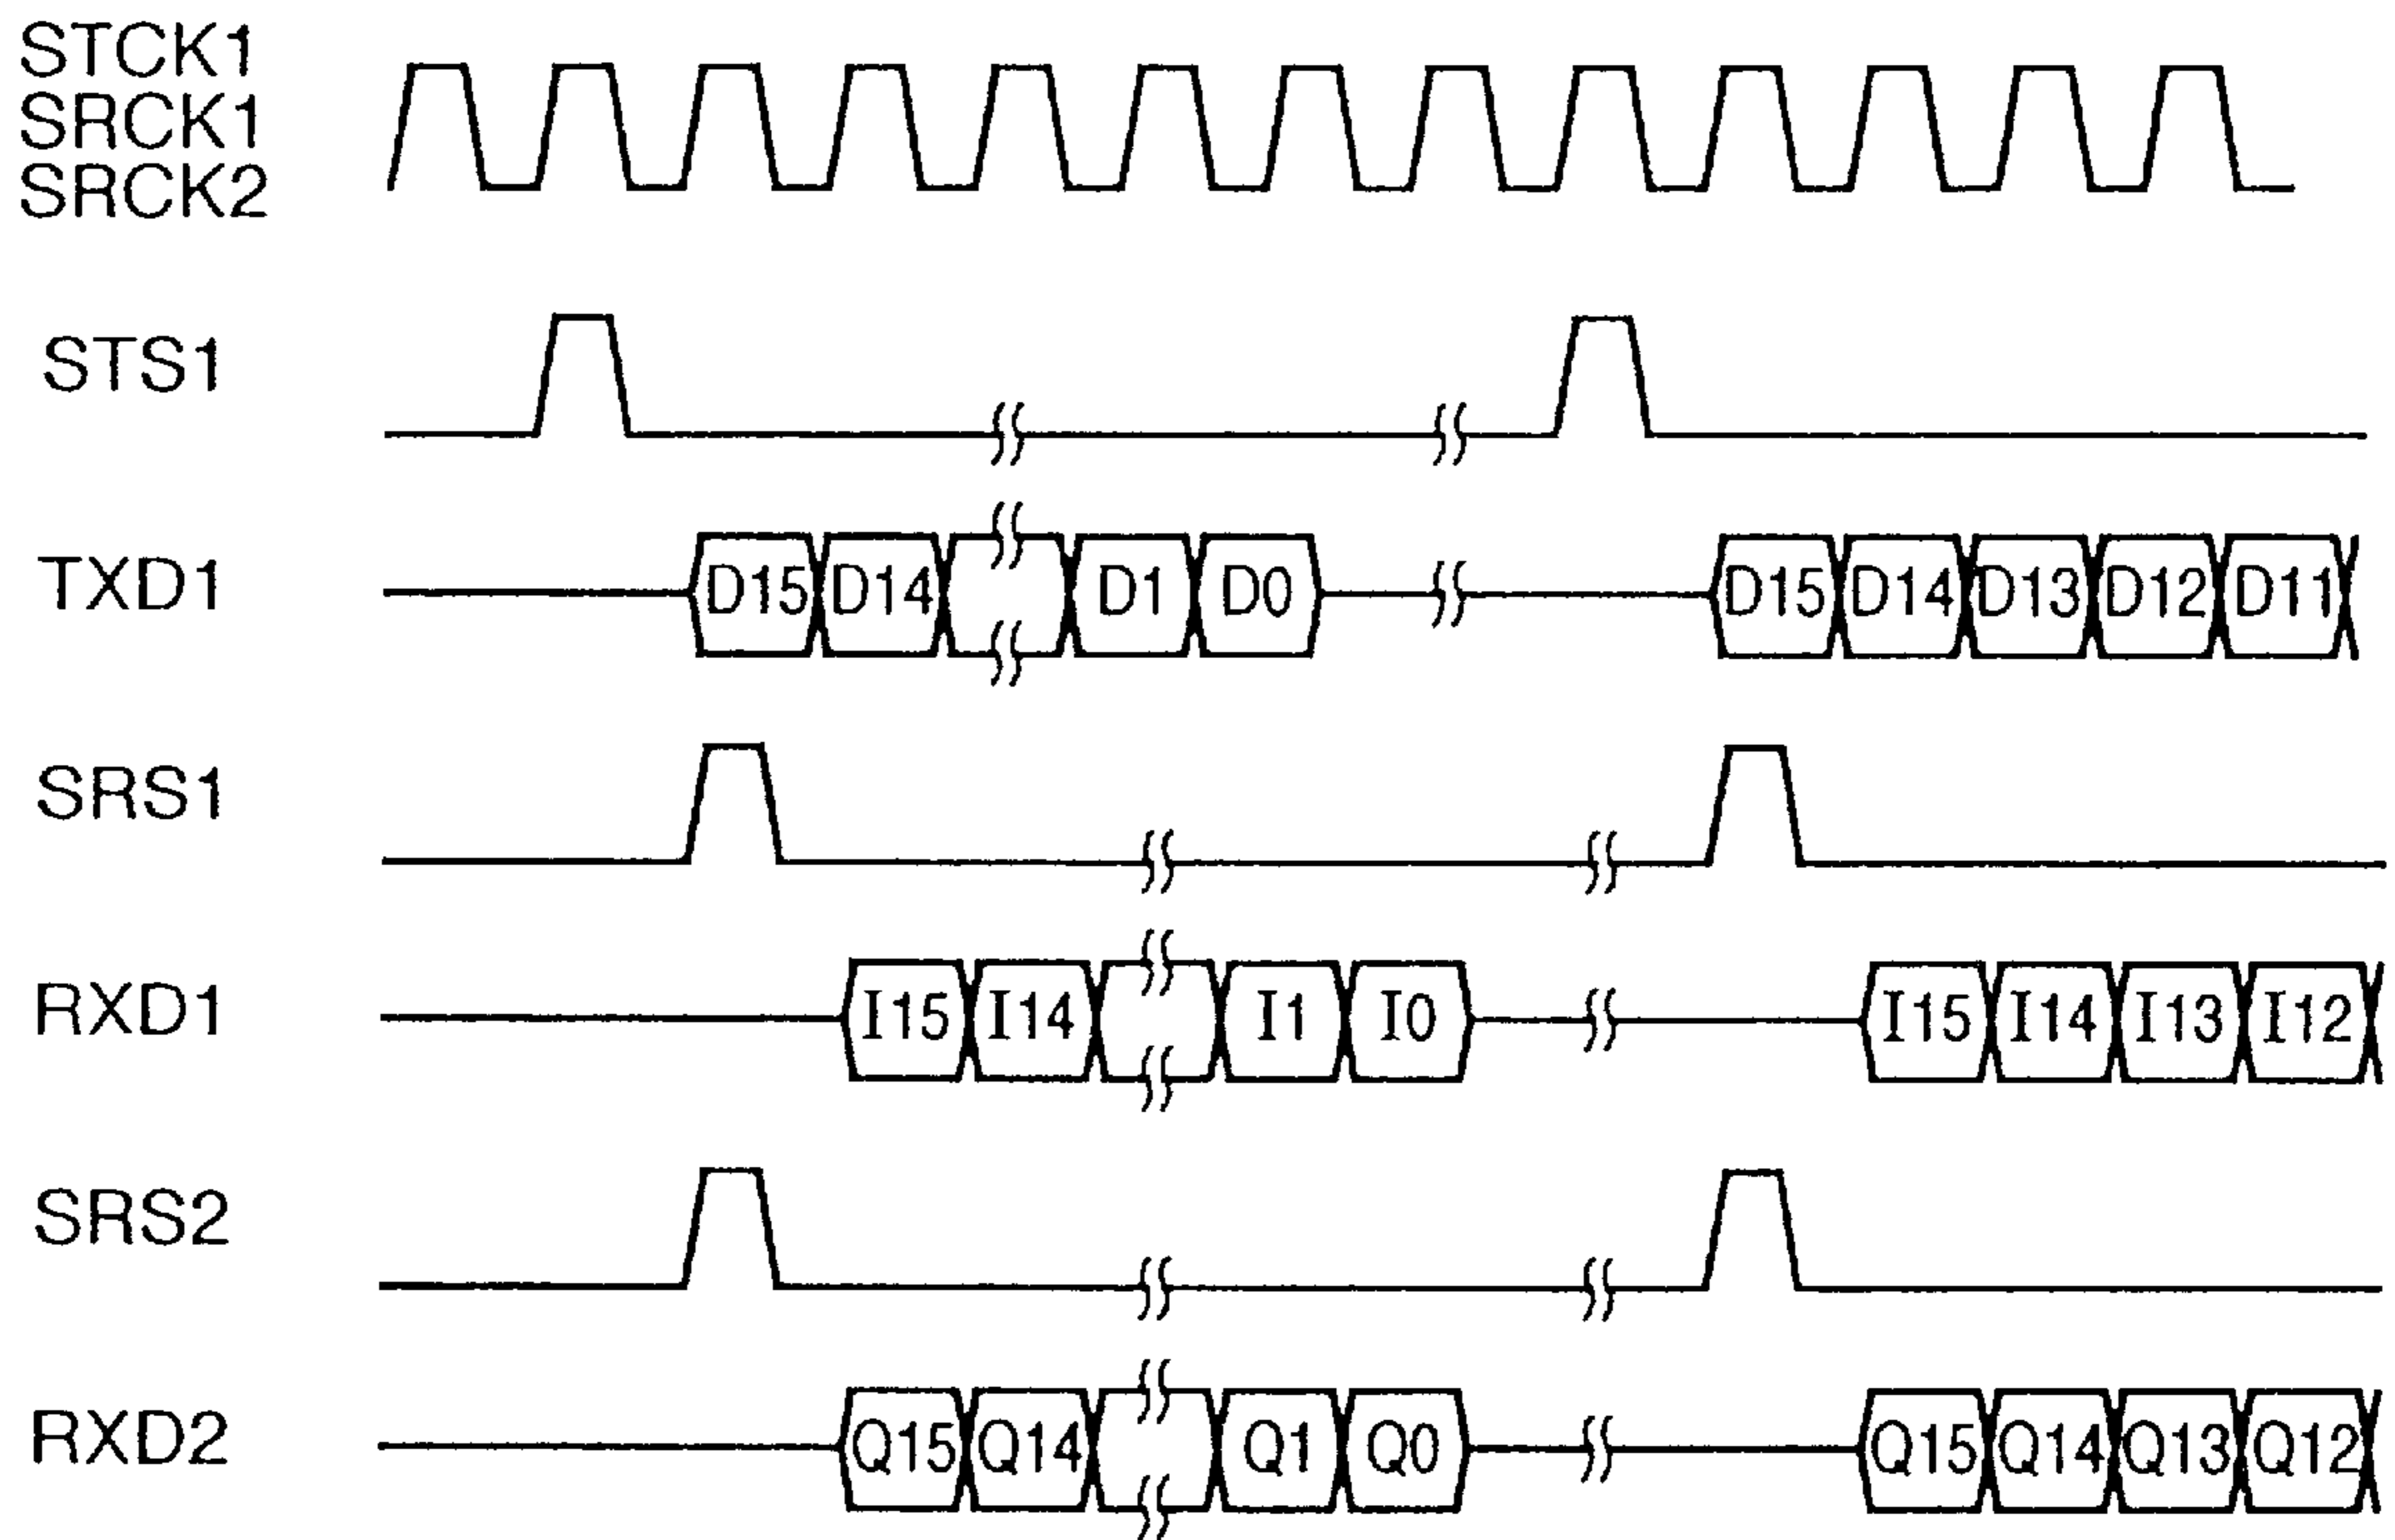 STCK1
SRCK1
SRCK2
STS1
TXD1 D15 D14 D1 D0 D15 D14 D13 D12 D11
SRS1
RXD1 I15 I14 I1 I0 I15 I14 I13 I12
SRS2
RXD2 Q15 Q14 Q1 Q0 Q15 Q14 Q13 Q12